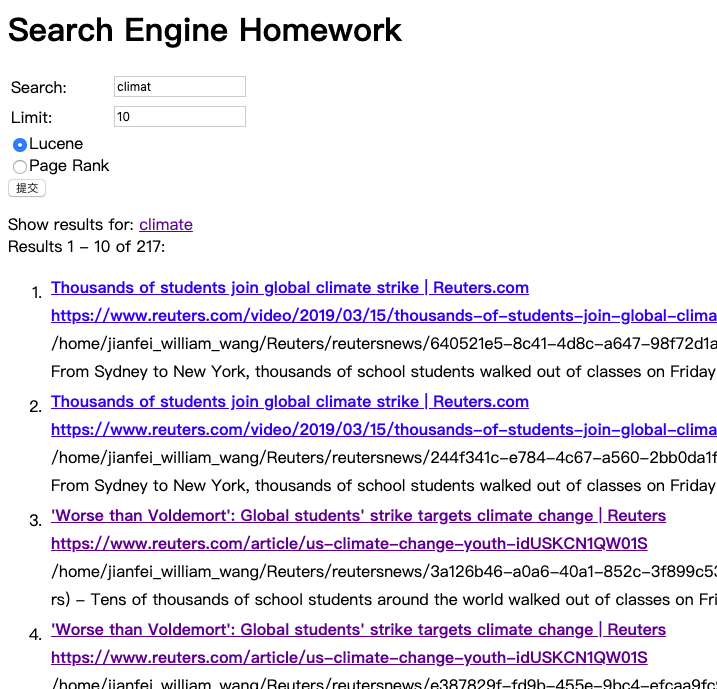 Search Engine Homework
Search: climat
Limit: 10
Lucene
Page Rank
提交
Show results for: climate
Results 1 – 10 of 217:
1. Thousands of students join global climate strike | Reuters.com
https://www.reuters.com/video/2019/03/15/thousands-of-students-join-global-clima
/home/jianfei_william_wang/Reuters/reutersnews/640521e5-8c41-4d8c-a647-98f72d1a
From Sydney to New York, thousands of school students walked out of classes on Friday
2. Thousands of students join global climate strike | Reuters.com
https://www.reuters.com/video/2019/03/15/thousands-of-students-join-global-clima
/home/jianfei_william_wang/Reuters/reutersnews/244f341c-e784-4c67-a560-2bb0da1f
From Sydney to New York, thousands of school students walked out of classes on Friday
3. 'Worse than Voldemort': Global students' strike targets climate change | Reuters
https://www.reuters.com/article/us-climate-change-youth-idUSKCN1QW01S
/home/jianfei_william_wang/Reuters/reutersnews/3a126b46-a0a6-40a1-852c-3f899c53
rs) – Tens of thousands of school students around the world walked out of classes on Fri
4. 'Worse than Voldemort': Global students' strike targets climate change | Reuters
https://www.reuters.com/article/us-climate-change-youth-idUSKCN1QW01S
/home/jianfei_william_wang/Reuters/reutersnews/e387829f-fd9b-455e-9bc4-efcaa9fc